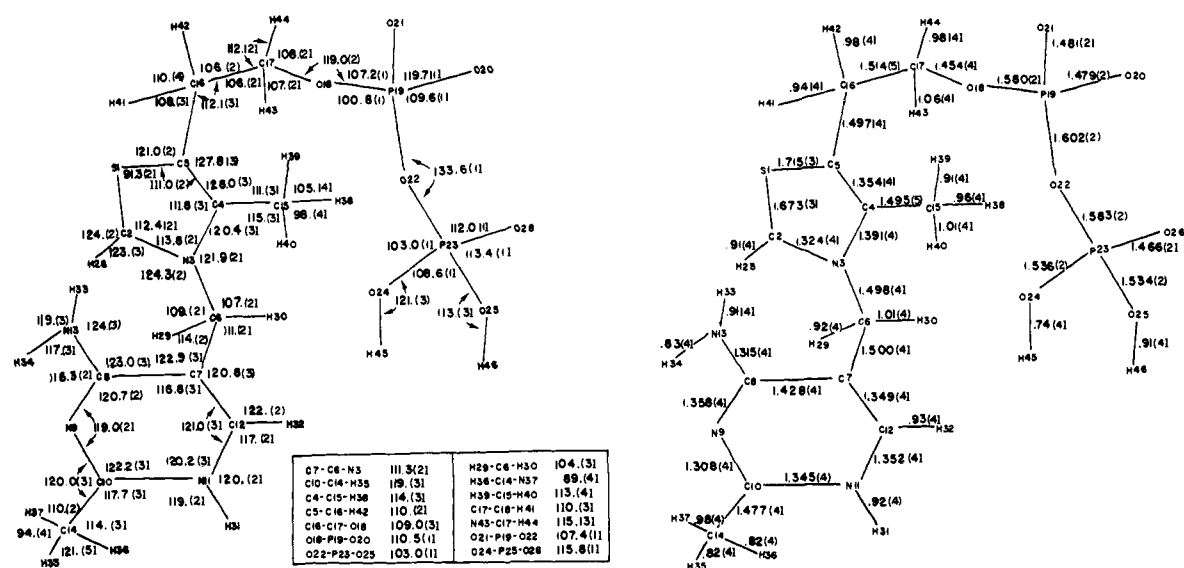 H42
H44
O21
112.(2)
108.(2)
119.0(2)
110.(4)
106.(2)
C17
C16
106.(2)
107.(2)
O18
107.2(1)
119.7(1)
O20
H41
108.(3)
112.1(3)
H43
100.8(1)
P19
109.6(1)
121.0(2)
C5
127.8(3)
H39
S1
91.3(2)
111.0(2)
128.0(3)
111.(3)
105.(4)
133.6(1)
O22
111.8(3)
C4
C15
H38
115.(3)
98.(4)
124.(2)
C2
112.4(2)
113.8(2)
120.4(3)
H40
112.0(1)
O26
103.0(1)
P23
113.4(1)
H28
123.(3)
N3
121.9(2)
124.3(2)
108.6(1)
O24
121.(3)
113.(3)
O25
H33
119.(3)
124.(3)
109.(2)
107.(2)
C6
H30
H29
111.(2)
114.(2)
N13
H45
H46
H34
117.(3)
123.0(3)
122.9(3)
116.3(2)
C8
C7
120.8(3)
120.7(2)
116.8(3)
N9
119.0(2)
121.0(3)
122.(2)
C12
H32
117.(2)
122.2(3)
120.2(3)
120.0(3)
C10
N11
120.(2)
117.7(3)
119.(2)
H37
110.(2)
H31
94.(4)
C14
114.(3)
121.(5)
H36
H35
C7-C6-N3 111.3(2) H29-C6-H30 104.(3)
C10-C14-H35 119.(3) H36-C14-N37 89.(4)
C4-C15-H38 114.(3) H39-C15-H40 113.(4)
C5-C16-H42 110.(2) C17-C18-H41 110.(3)
C16-C17-O18 109.0(3) N43-C17-H44 115.(3)
O18-P19-O22 110.5(1) O21-P19-O22 107.4(1)
O22-P23-O25 103.0(1) O24-P25-O26 115.8(1)
H42
H44
O21
.98(4)
.98(4)
1.481(2)
1.514(5)
C17
1.454(4)
1.580(2)
1.479(2)
O20
.94(4)
C16
1.06(4)
O18
P19
H41
H43
1.497(4)
1.602(2)
S1
1.715(3)
C5
H39
1.354(4)
.91(4)
O22
C4
1.495(5)
C15
.96(4)
H38
1.673(3)
1.391(4)
1.01(4)
1.583(2)
C2
H40
O26
.91(4)
1.324(4)
P23
1.466(2)
H28
N3
1.536(2)
1.534(2)
H33
1.498(4)
O24
O25
.91(4)
C6
1.01(4)
H30
.74(4)
.91(4)
N13
.92(4)
H29
.83(4)
H34
1.315(4)
1.500(4)
H45
H46
C8
1.428(4)
C7
1.358(4)
1.349(4)
N9
C12
.93(4)
H32
1.308(4)
1.352(4)
C10
1.345(4)
N11
1.477(4)
.92(4)
H37
.98(4)
H31
C14
.82(4)
.82(4)
H36
H35